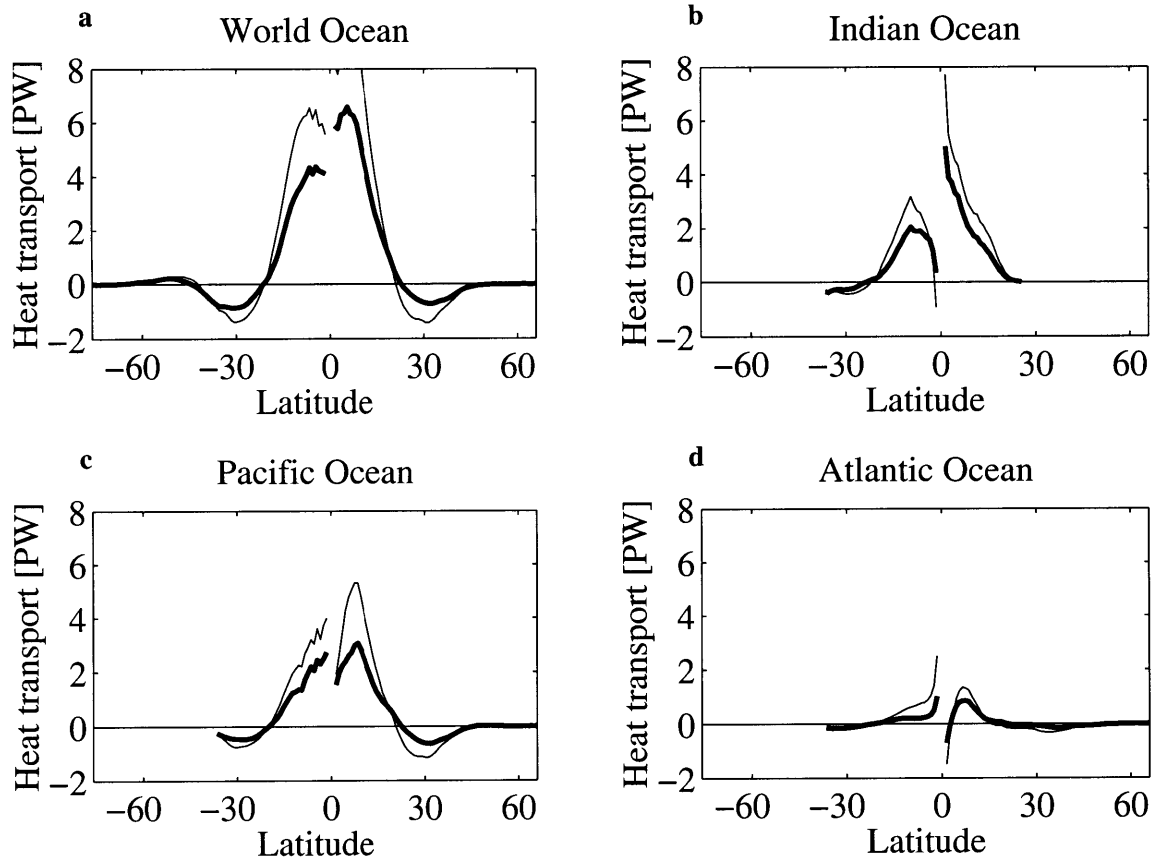 a
World Ocean
Heat transport [PW]
8
6
4
2
0
−2
−60 −30 0 30 60
Latitude
b
Indian Ocean
Heat transport [PW]
8
6
4
2
0
−2
−60 −30 0 30 60
Latitude
c
Pacific Ocean
Heat transport [PW]
8
6
4
2
0
−2
−60 −30 0 30 60
Latitude
d
Atlantic Ocean
Heat transport [PW]
8
6
4
2
0
−2
−60 −30 0 30 60
Latitude